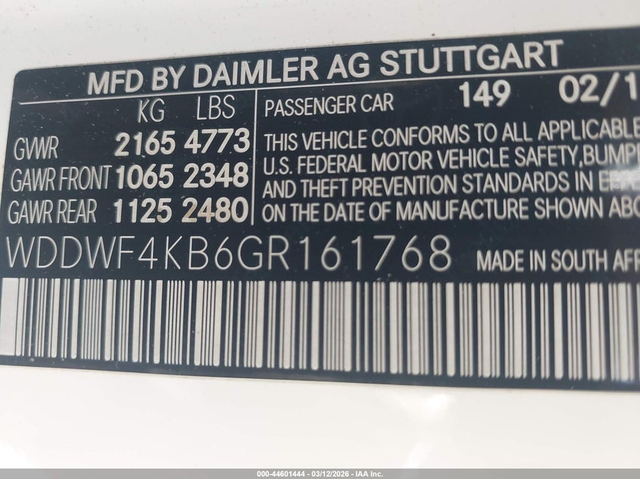 MFD BY DAIMLER AG STUTTGART
KG LBS
GVWR 2165 4773
GAWR FRONT 1065 2348
GAWR REAR 1125 2480
PASSENGER CAR 149 02/1
THIS VEHICLE CONFORMS TO ALL APPLICABLE
U.S. FEDERAL MOTOR VEHICLE SAFETY, BUMP
AND THEFT PREVENTION STANDARDS IN
ON THE DATE OF MANUFACTURE SHOWN ABO
WDDWF4KB6GR161768 MADE IN SOUTH AFR
000-44601444 - 03/12/2026 - IAA Inc.